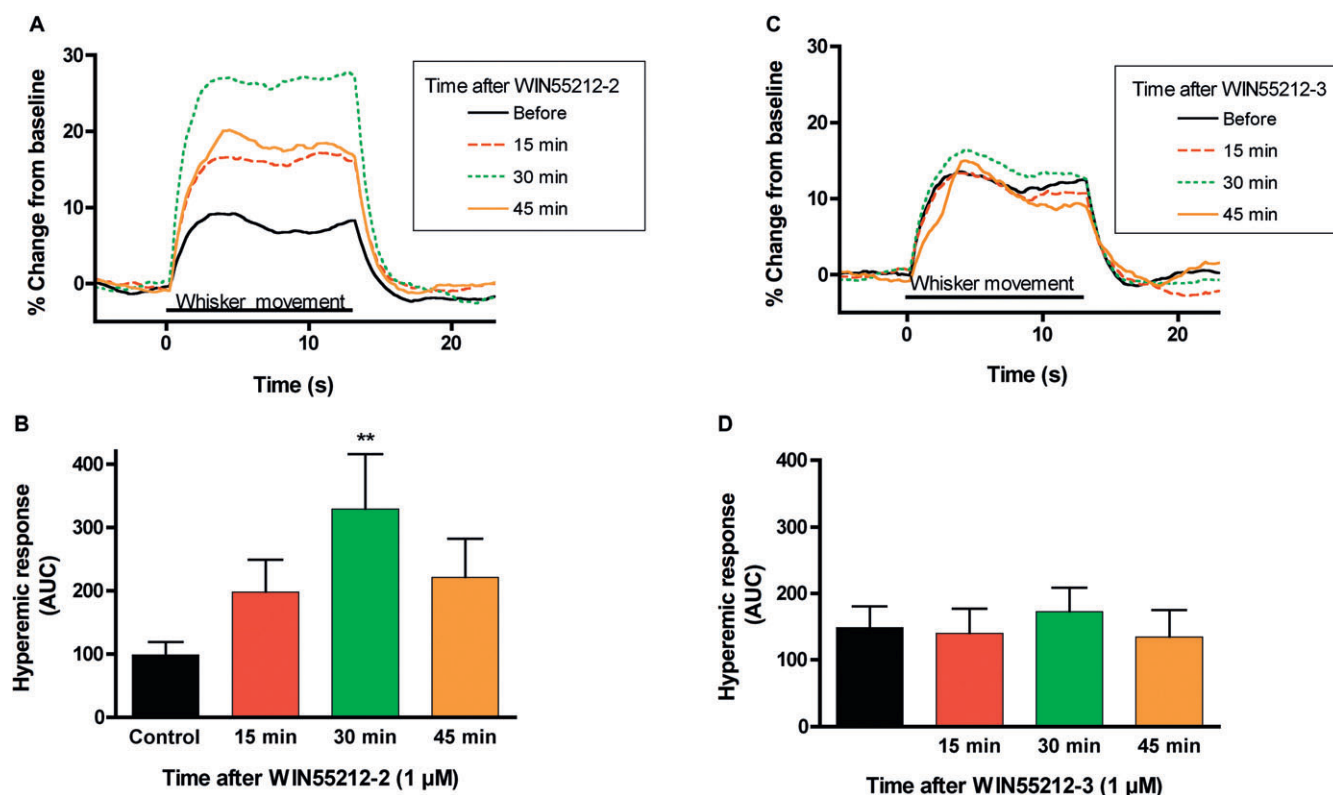 A
% Change from baseline
30
20
10
0
Whisker movement
0
10
20
Time (s)
Time after WIN55212-2
Before
15 min
30 min
45 min
C
% Change from baseline
30
20
10
0
Whisker movement
0
10
20
Time (s)
Time after WIN55212-3
Before
15 min
30 min
45 min
B
Hyperemic response
(AUC)
400
300
200
100
0
**
Control
15 min
30 min
45 min
Time after WIN55212-2 (1 µM)
D
Hyperemic response
(AUC)
400
300
200
100
0
15 min
30 min
45 min
Time after WIN55212-3 (1 µM)